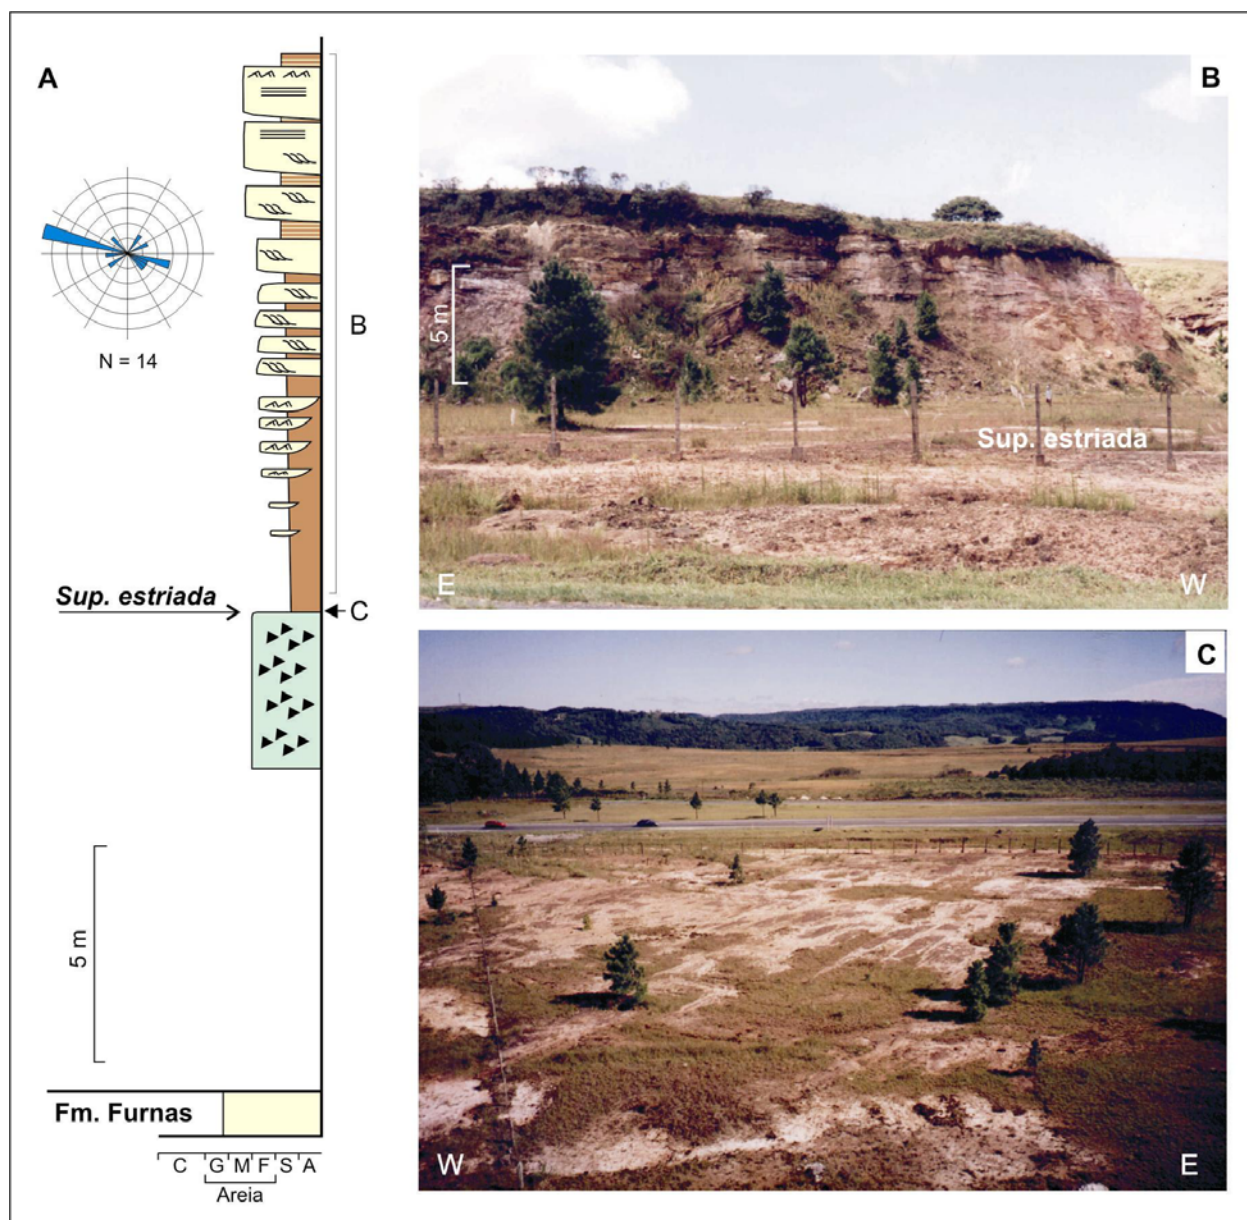 A
N = 14
B
Sup. estriada
C
5 m
Fm. Furnas
C G M F S A
Areia
B
5 m
Sup. estriada
E W
C
W E